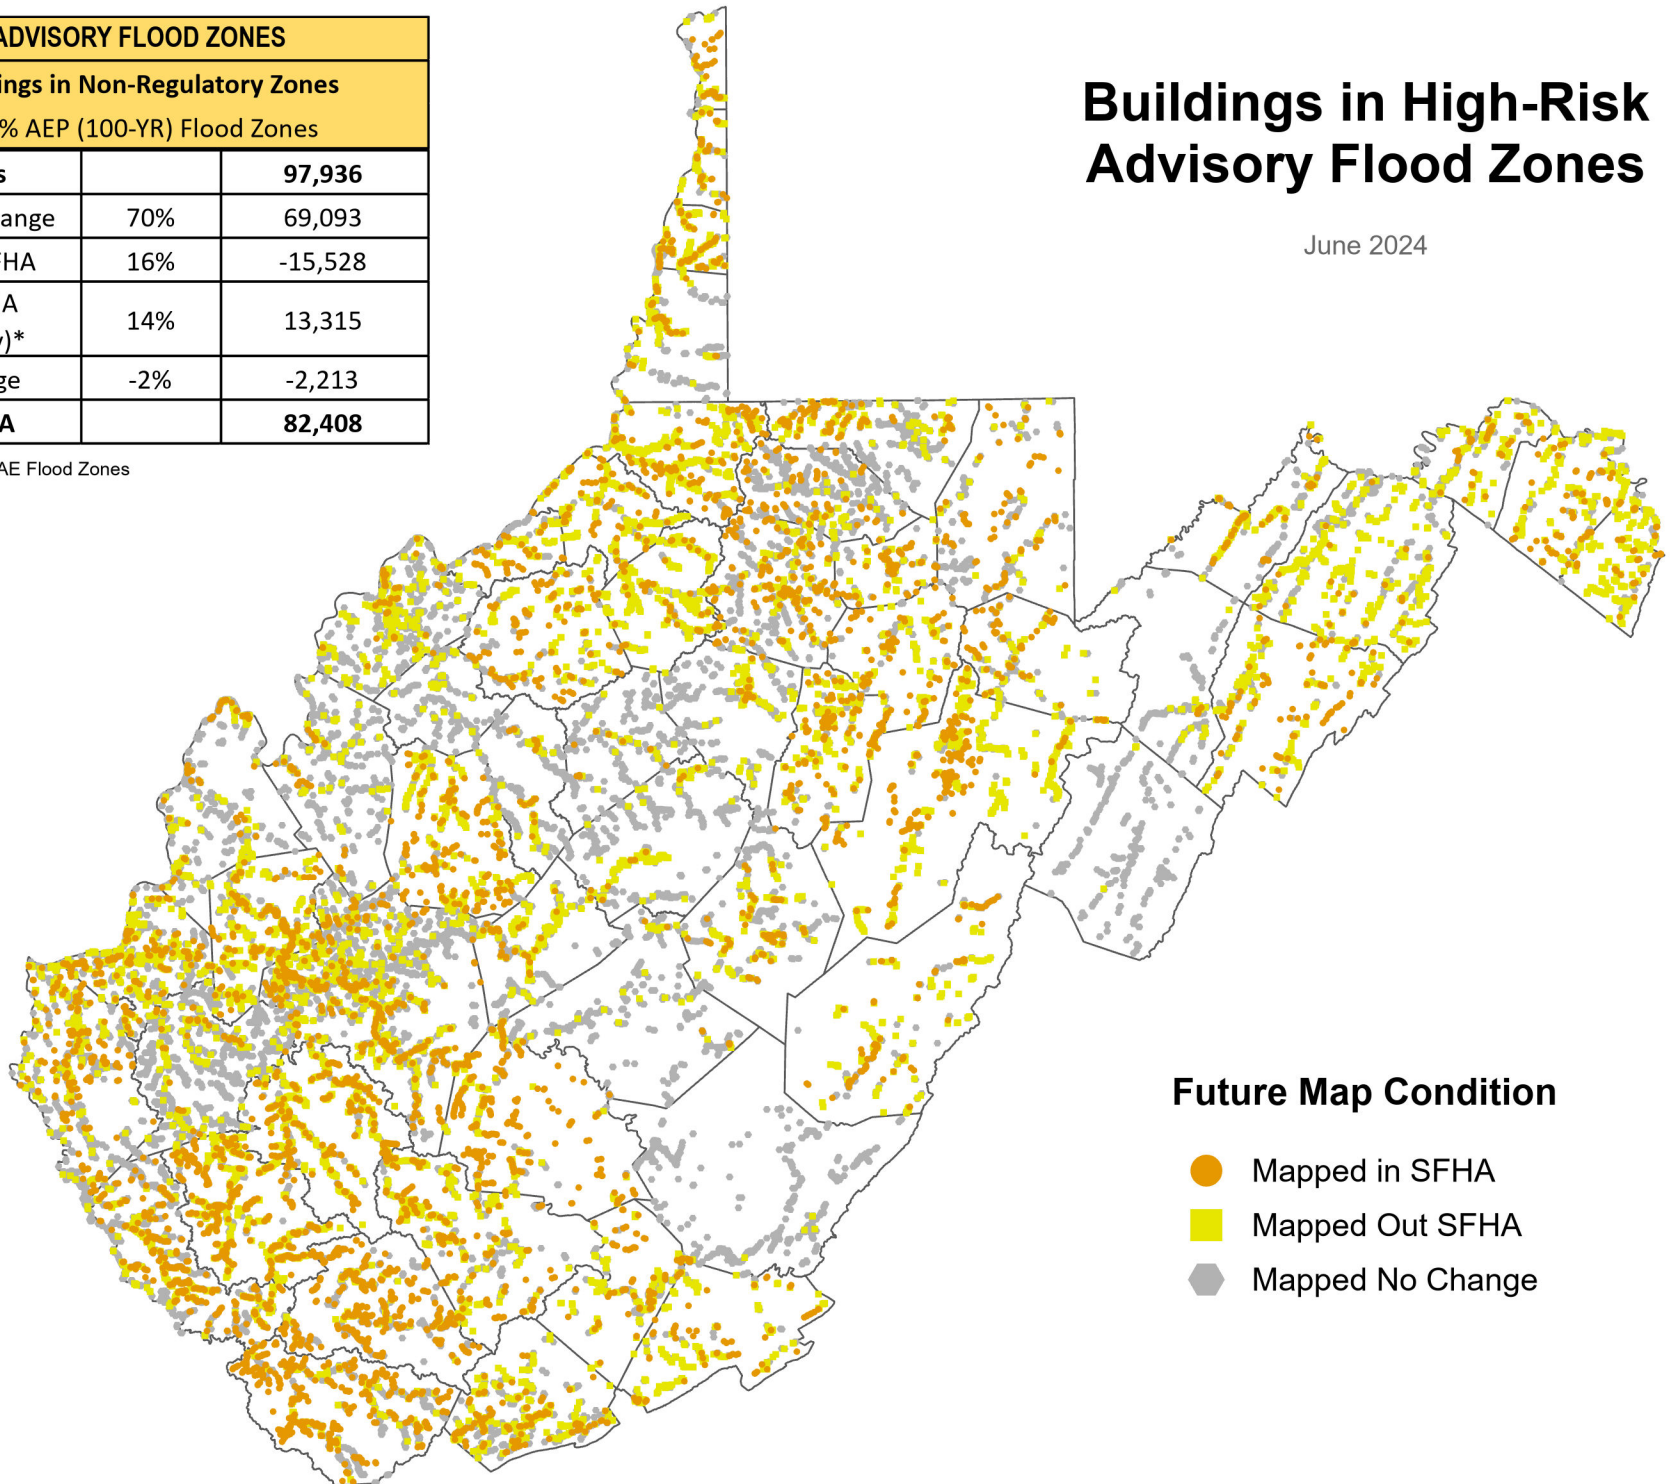 ADVISORY FLOOD ZONES
ings in Non-Regulatory Zones
% AEP (100-YR) Flood Zones
s 97,936
ange 70% 69,093
FHA 16% -15,528
A
y)* 14% 13,315
ge -2% -2,213
A 82,408
AE Flood Zones
Buildings in High-Risk
Advisory Flood Zones
June 2024
Future Map Condition
Mapped in SFHA
Mapped Out SFHA
Mapped No Change